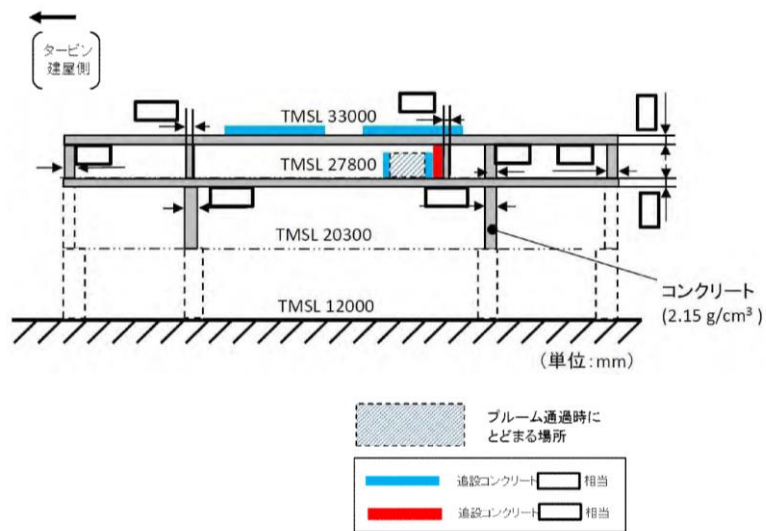 タービン
建屋側
TMSL 33000
TMSL 27800
TMSL 20300
TMSL 12000
コンクリート
(2.15 g/cm³ )
(単位:mm)
プルーム通過時に
とどまる場所
追設コンクリート 相当
追設コンクリート 相当